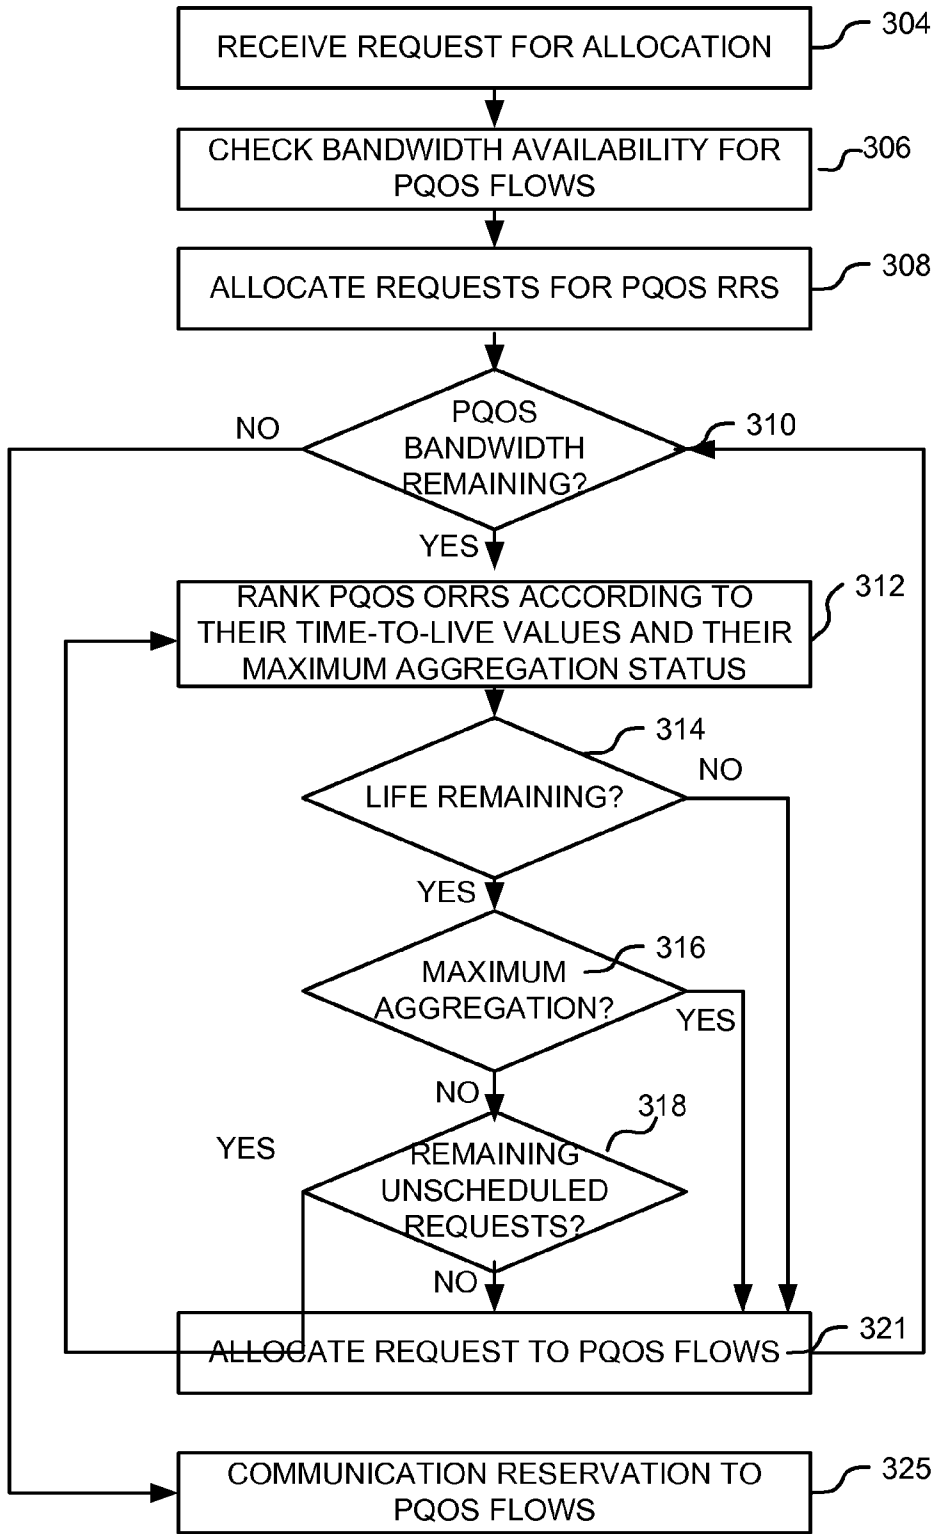 RECEIVE REQUEST FOR ALLOCATION
304
CHECK BANDWIDTH AVAILABILITY FOR
PQOS FLOWS
306
ALLOCATE REQUESTS FOR PQOS RRS
308
NO
PQOS
BANDWIDTH
REMAINING?
310
YES
RANK PQOS ORRS ACCORDING TO
THEIR TIME-TO-LIVE VALUES AND THEIR
MAXIMUM AGGREGATION STATUS
312
314
NO
LIFE REMAINING?
YES
316
MAXIMUM
AGGREGATION?
YES
NO
318
YES
REMAINING
UNSCHEDULED
REQUESTS?
NO
ALLOCATE REQUEST TO PQOS FLOWS
321
COMMUNICATION RESERVATION TO
PQOS FLOWS
325